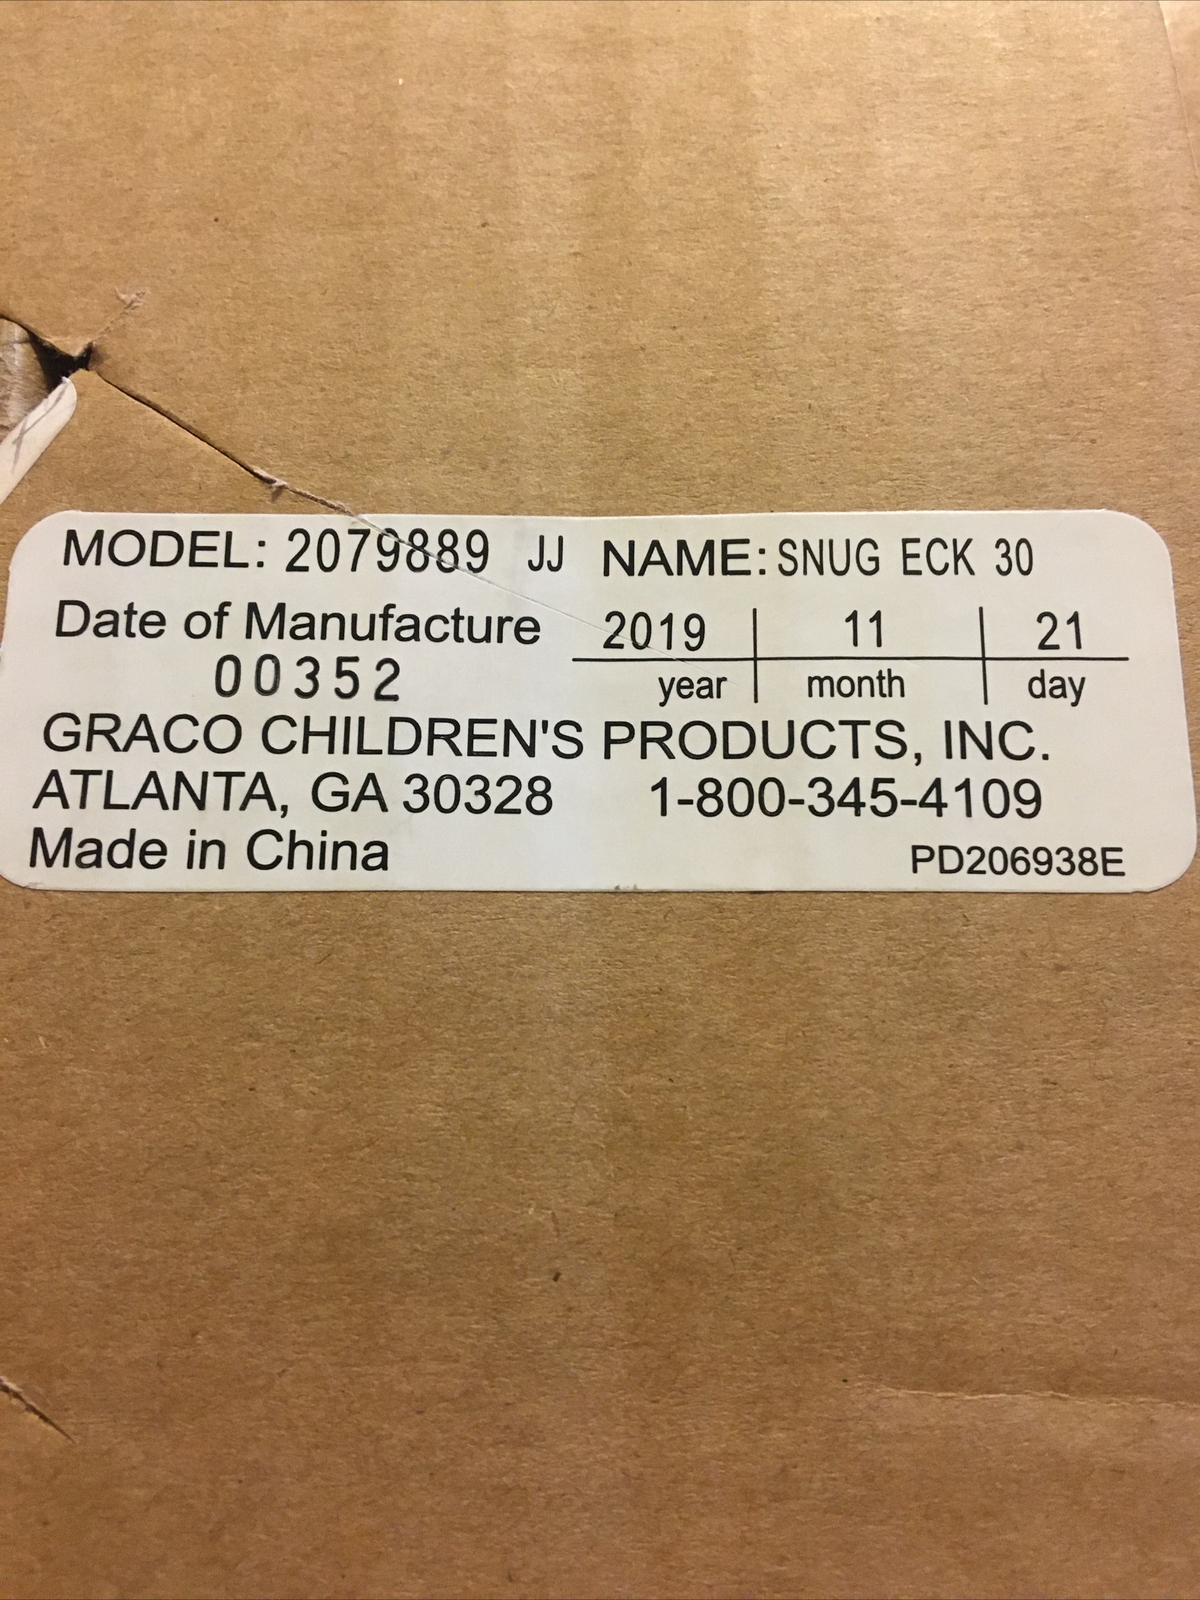 MODEL: 2079889 JJ NAME: SNUG ECK 30
Date of Manufacture 2019 11 21
00352 year month day
GRACO CHILDREN'S PRODUCTS, INC.
ATLANTA, GA 30328 1-800-345-4109
Made in China PD206938E